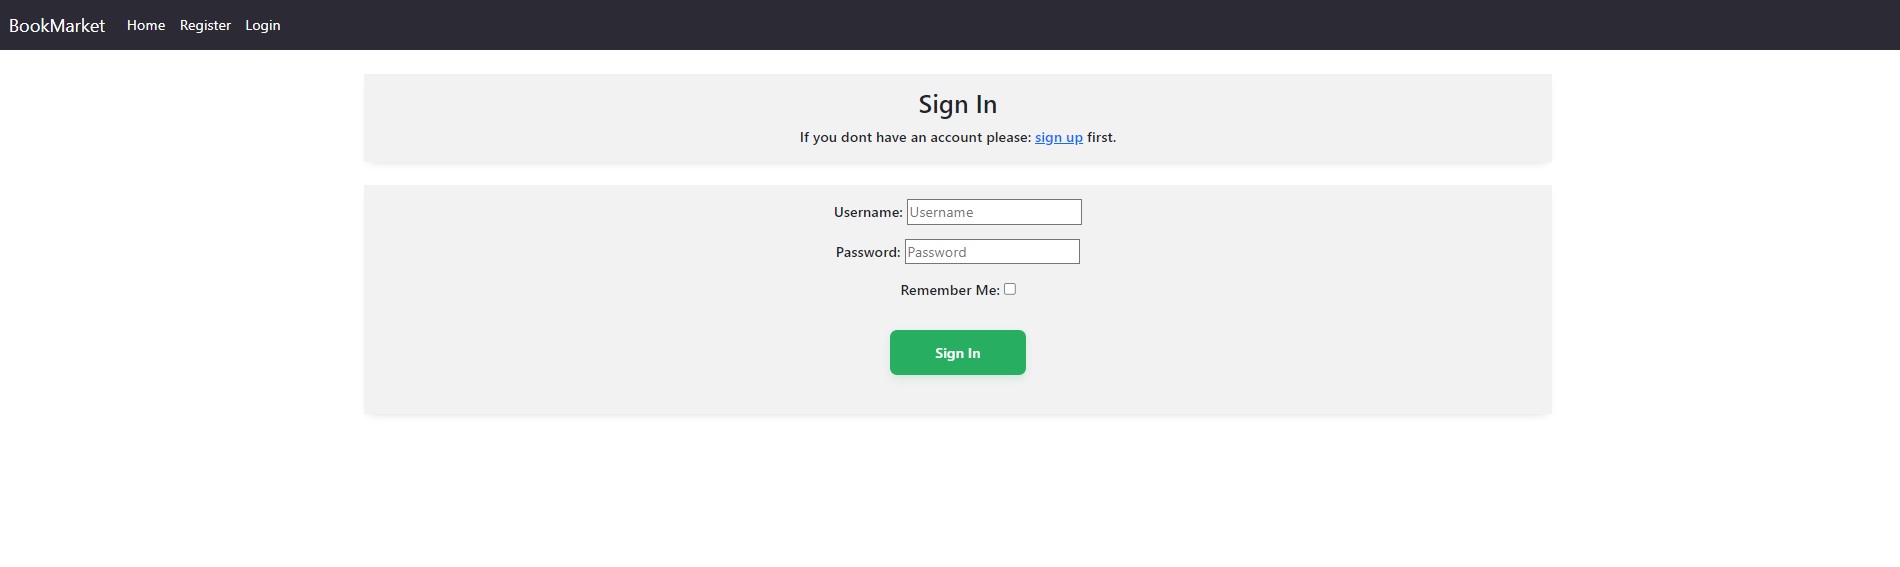 BookMarket Home Register Login
Sign In
If you dont have an account please: sign up first.
Username: Username
Password: Password
Remember Me:
Sign In